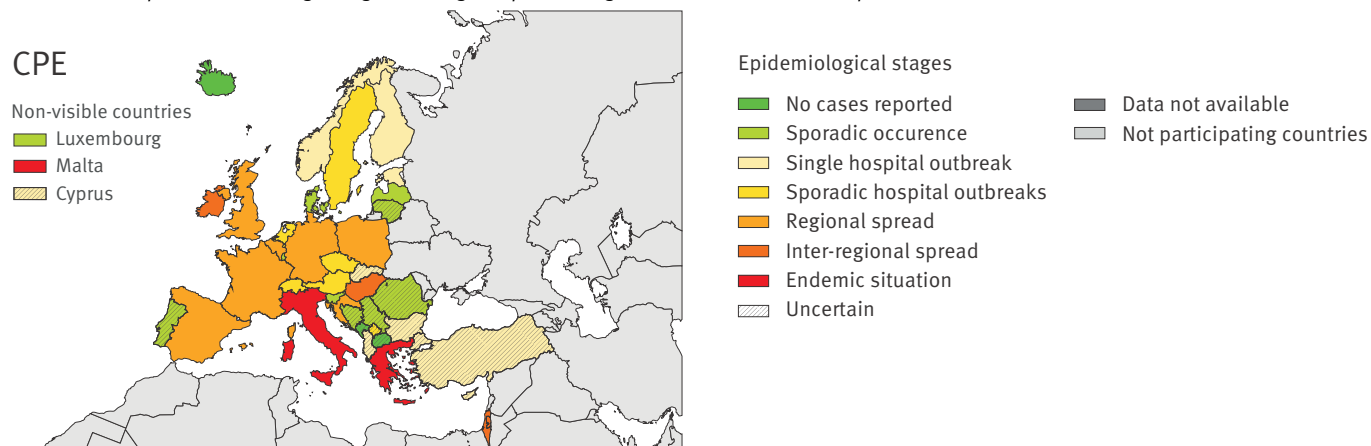 CPE
Non-visible countries
Luxembourg
Malta
Cyprus
Epidemiological stages
No cases reported
Sporadic occurence
Single hospital outbreak
Sporadic hospital outbreaks
Regional spread
Inter-regional spread
Endemic situation
Uncertain
Data not available
Not participating countries